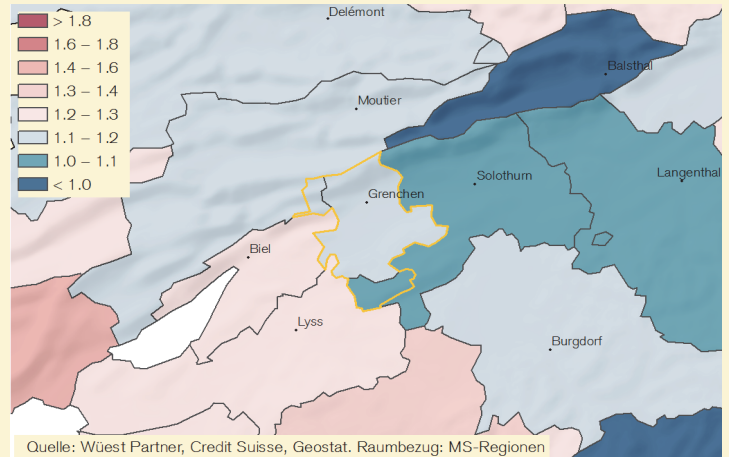 > 1.8
1.6 – 1.8
1.4 – 1.6
1.3 – 1.4
1.2 – 1.3
1.1 – 1.2
1.0 – 1.1
< 1.0
Delémont
Balsthal
Moutier
Langenthal
Solothurn
Grenchen
Biel
Lyss
Burgdorf
Quelle: Wüest Partner, Credit Suisse, Geostat. Raumbezug: MS-Regionen